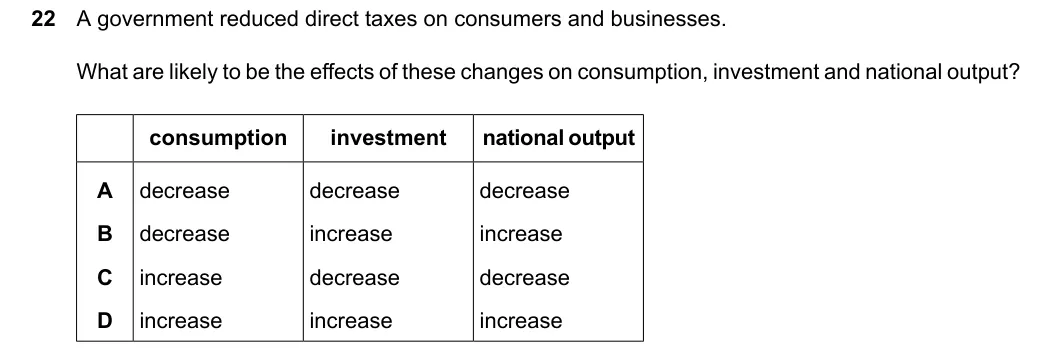 22 A government reduced direct taxes on consumers and businesses.
What are likely to be the effects of these changes on consumption, investment and national output?
consumption investment national output
A decrease decrease decrease
B decrease increase increase
C increase decrease decrease
D increase increase increase